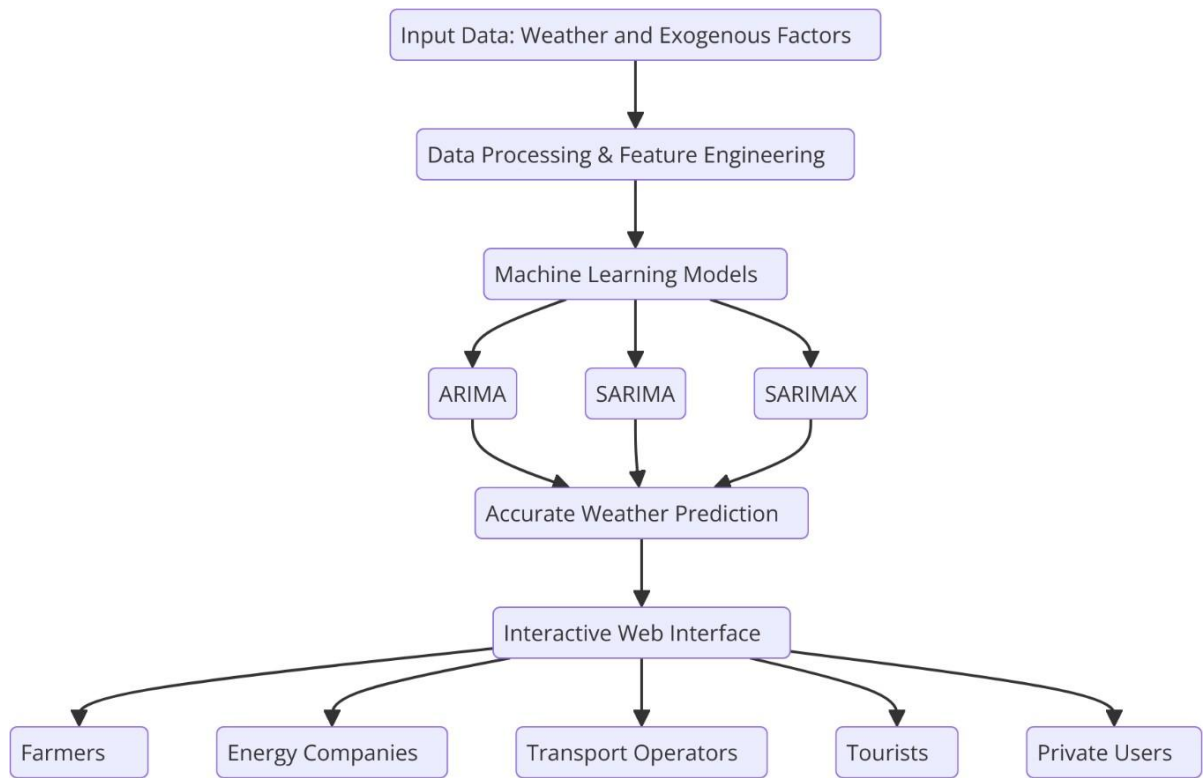 Input Data: Weather and Exogenous Factors
Data Processing & Feature Engineering
Machine Learning Models
ARIMA
SARIMA
SARIMAX
Accurate Weather Prediction
Interactive Web Interface
Farmers
Energy Companies
Transport Operators
Tourists
Private Users